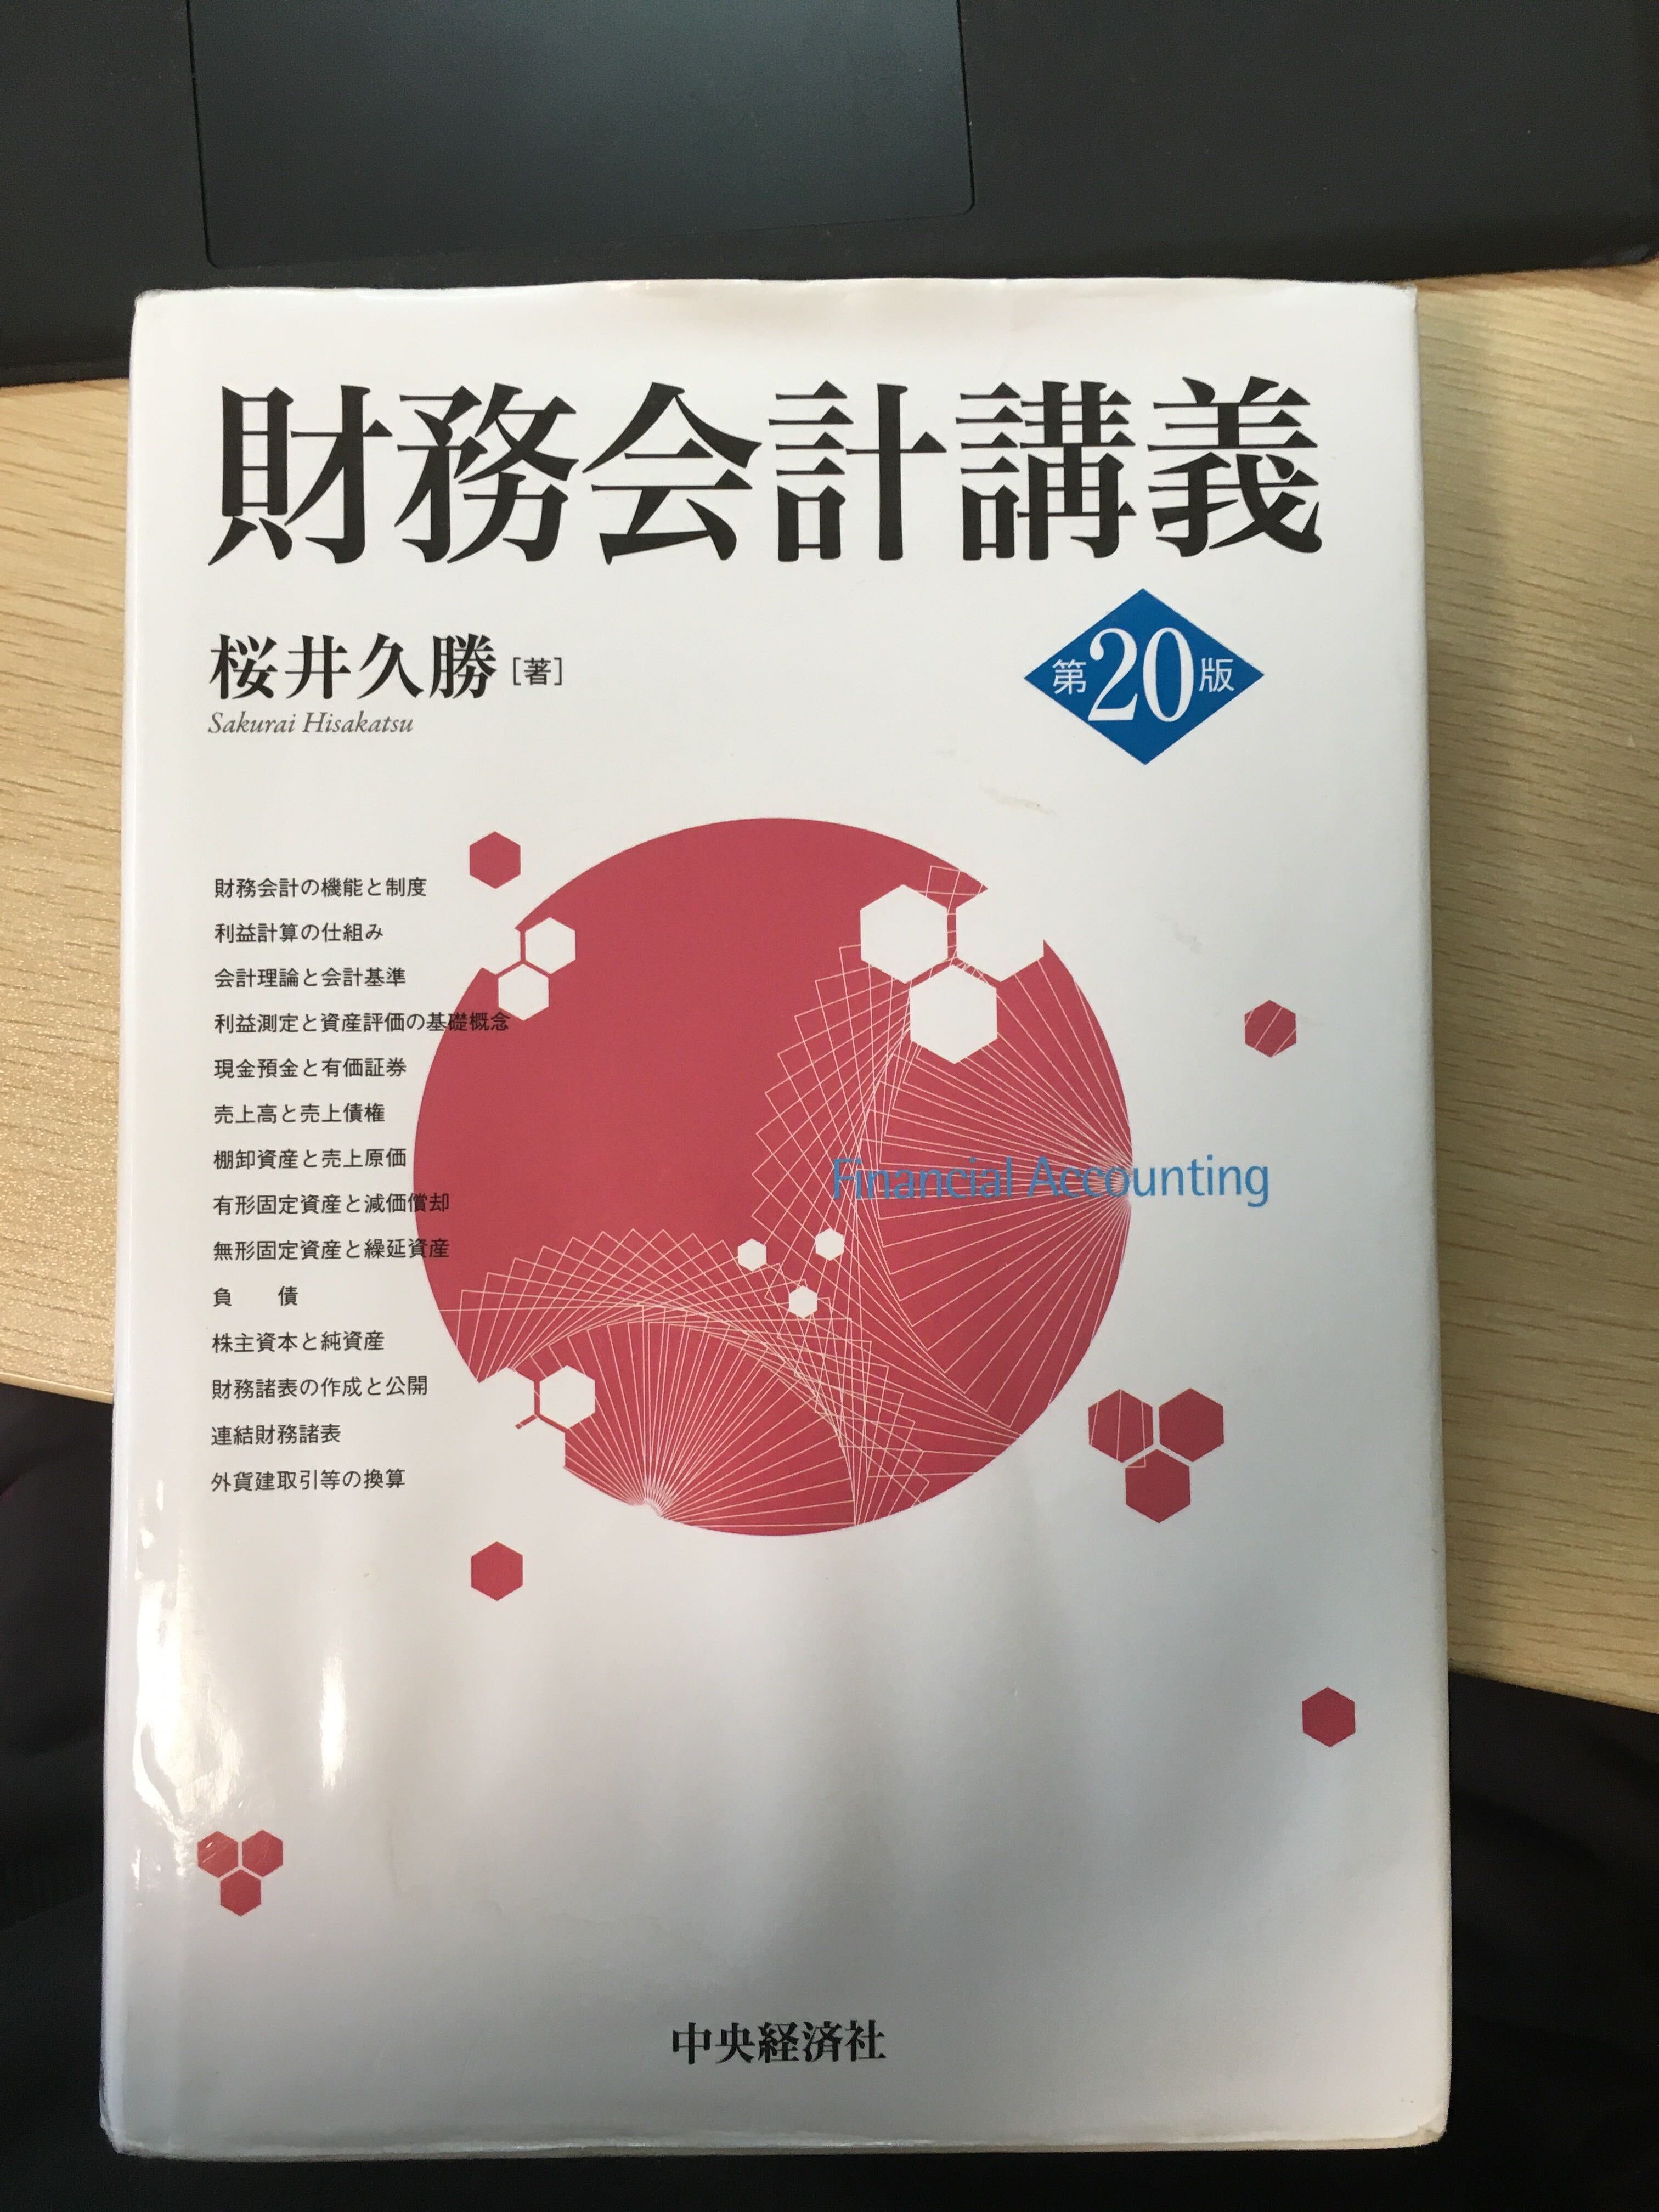 財務会計講義
桜井久勝[著]
Sakurai Hisakatsu
第20版
財務会計の機能と制度
利益計算の仕組み
会計理論と会計基準
利益測定と資産評価の基礎概念
現金預金と有価証券
売上高と売上債権
棚卸資産と売上原価
有形固定資産と減価償却
無形固定資産と繰延資産
負　債
株主資本と純資産
財務諸表の作成と公開
連結財務諸表
外貨建取引等の換算
Financial Accounting
中央経済社